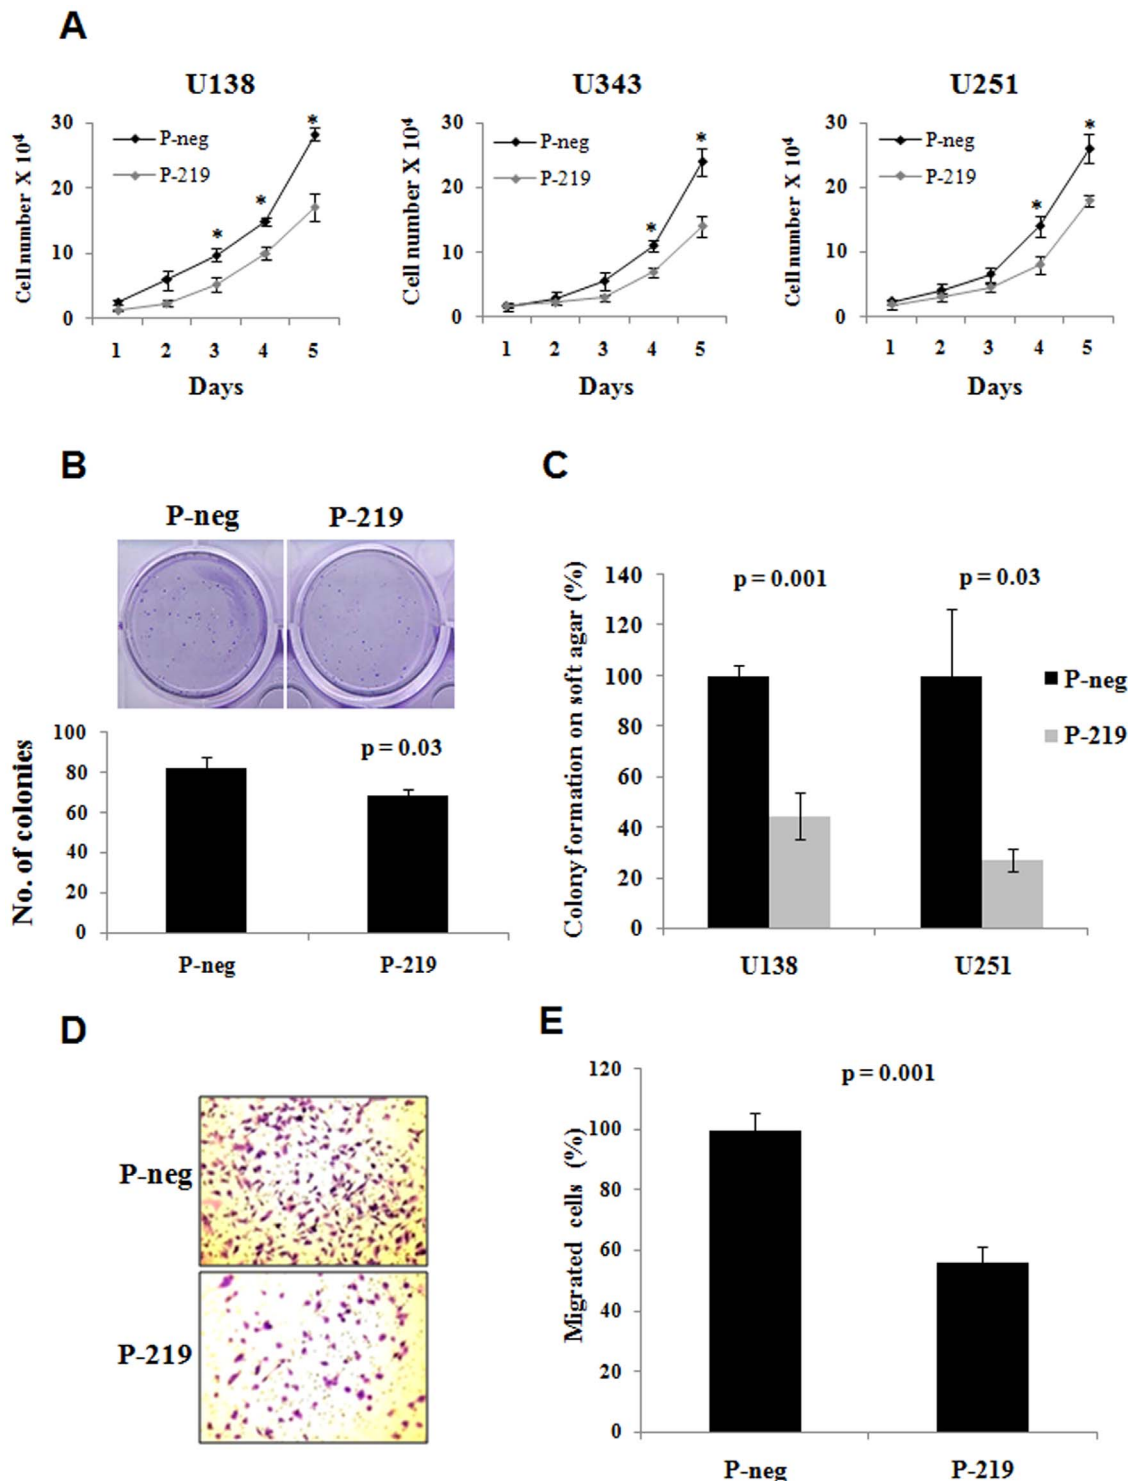 A
U138
U343
U251
Cell number X 10⁴
30
20
10
0
P-neg
P-219
*
*
*
1 2 3 4 5
Days
Cell number X 10⁴
30
20
10
0
P-neg
P-219
*
*
1 2 3 4 5
Days
Cell number X 10⁴
30
20
10
0
P-neg
P-219
*
*
1 2 3 4 5
Days
B
P-neg P-219
No. of colonies
100
80
60
40
20
0
p = 0.03
P-neg P-219
C
Colony formation on soft agar (%)
140
120
100
80
60
40
20
0
p = 0.001
p = 0.03
P-neg
P-219
U138 U251
D
P-neg
P-219
E
Migrated cells (%)
120
100
80
60
40
20
0
p = 0.001
P-neg P-219